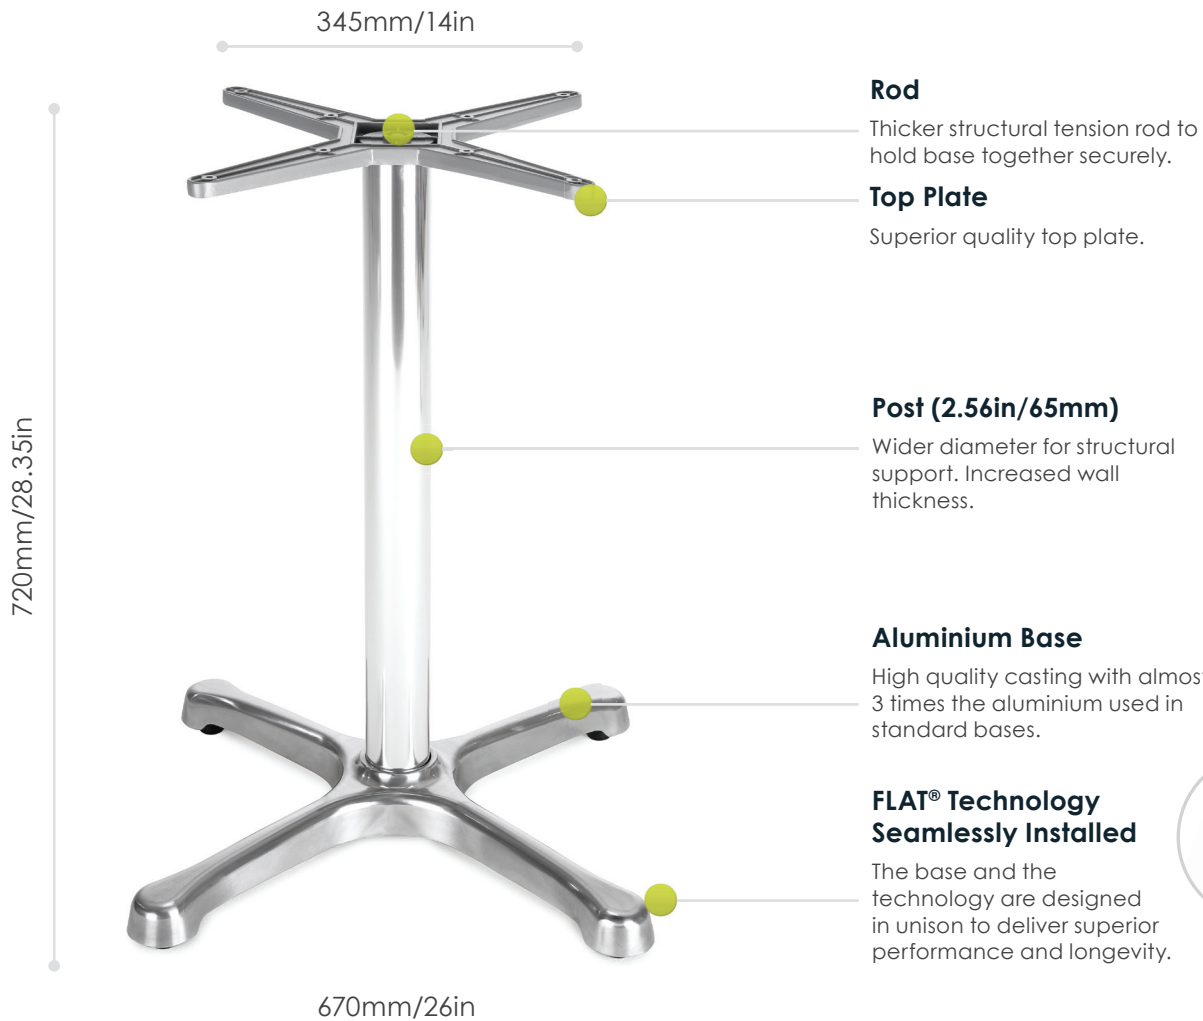 345mm/14in
Rod
Thicker structural tension rod to
hold base together securely.
Top Plate
Superior quality top plate.
720mm/28.35in
Post (2.56in/65mm)
Wider diameter for structural
support. Increased wall
thickness.
Aluminium Base
High quality casting with almos
3 times the aluminium used in
standard bases.
FLAT® Technology
Seamlessly Installed
The base and the
technology are designed
in unison to deliver superior
performance and longevity.
670mm/26in